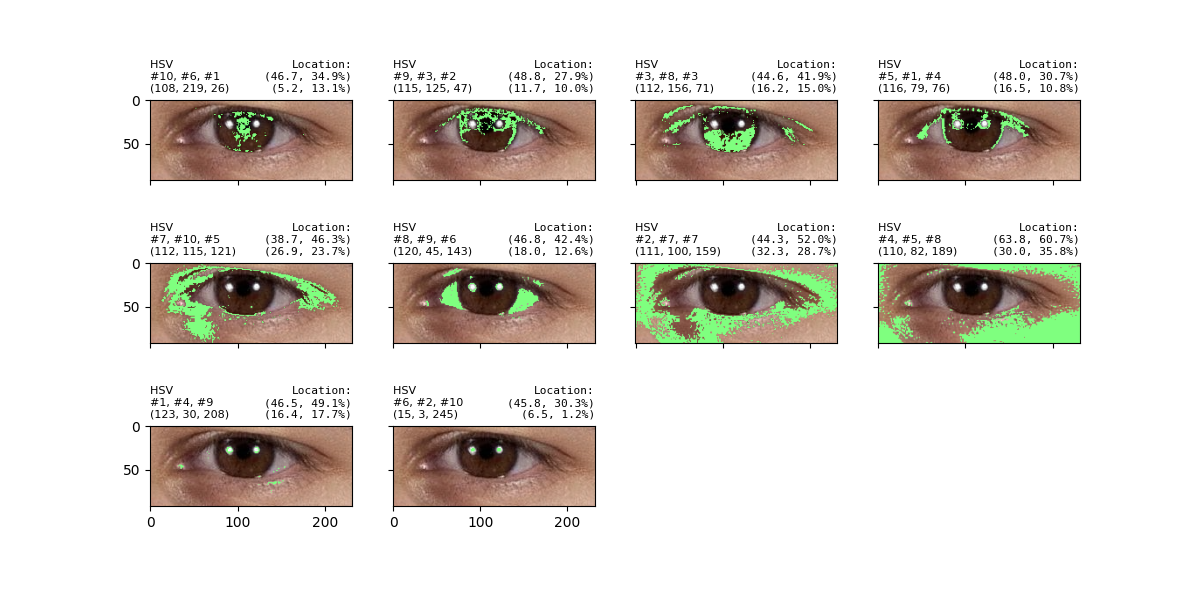 HSV Location:
#10, #6, #1 (46.7, 34.9%)
(108, 219, 26) (5.2, 13.1%)
HSV Location:
#9, #3, #2 (48.8, 27.9%)
(115, 125, 47) (11.7, 10.0%)
HSV Location:
#3, #8, #3 (44.6, 41.9%)
(112, 156, 71) (16.2, 15.0%)
HSV Location:
#5, #1, #4 (48.0, 30.7%)
(116, 79, 76) (16.5, 10.8%)
0
50
HSV Location:
#7, #10, #5 (38.7, 46.3%)
(112, 115, 121) (26.9, 23.7%)
HSV Location:
#8, #9, #6 (46.8, 42.4%)
(120, 45, 143) (18.0, 12.6%)
HSV Location:
#2, #7, #7 (44.3, 52.0%)
(111, 100, 159) (32.3, 28.7%)
HSV Location:
#4, #5, #8 (63.8, 60.7%)
(110, 82, 189) (30.0, 35.8%)
0
50
HSV Location:
#1, #4, #9 (46.5, 49.1%)
(123, 30, 208) (16.4, 17.7%)
HSV Location:
#6, #2, #10 (45.8, 30.3%)
(15, 3, 245) (6.5, 1.2%)
0
50
0 100 200
0 100 200